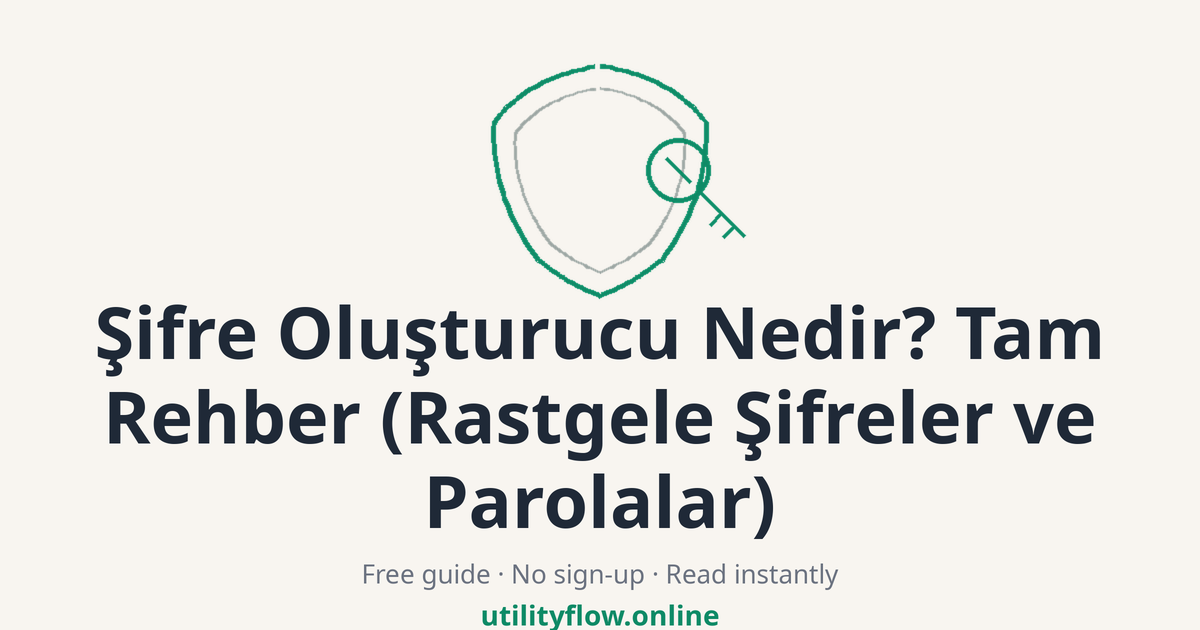 Şifre Oluşturucu Nedir? Tam
Rehber (Rastgele Şifreler ve
Parolalar)
Free guide · No sign-up · Read instantly
utilityflow.online